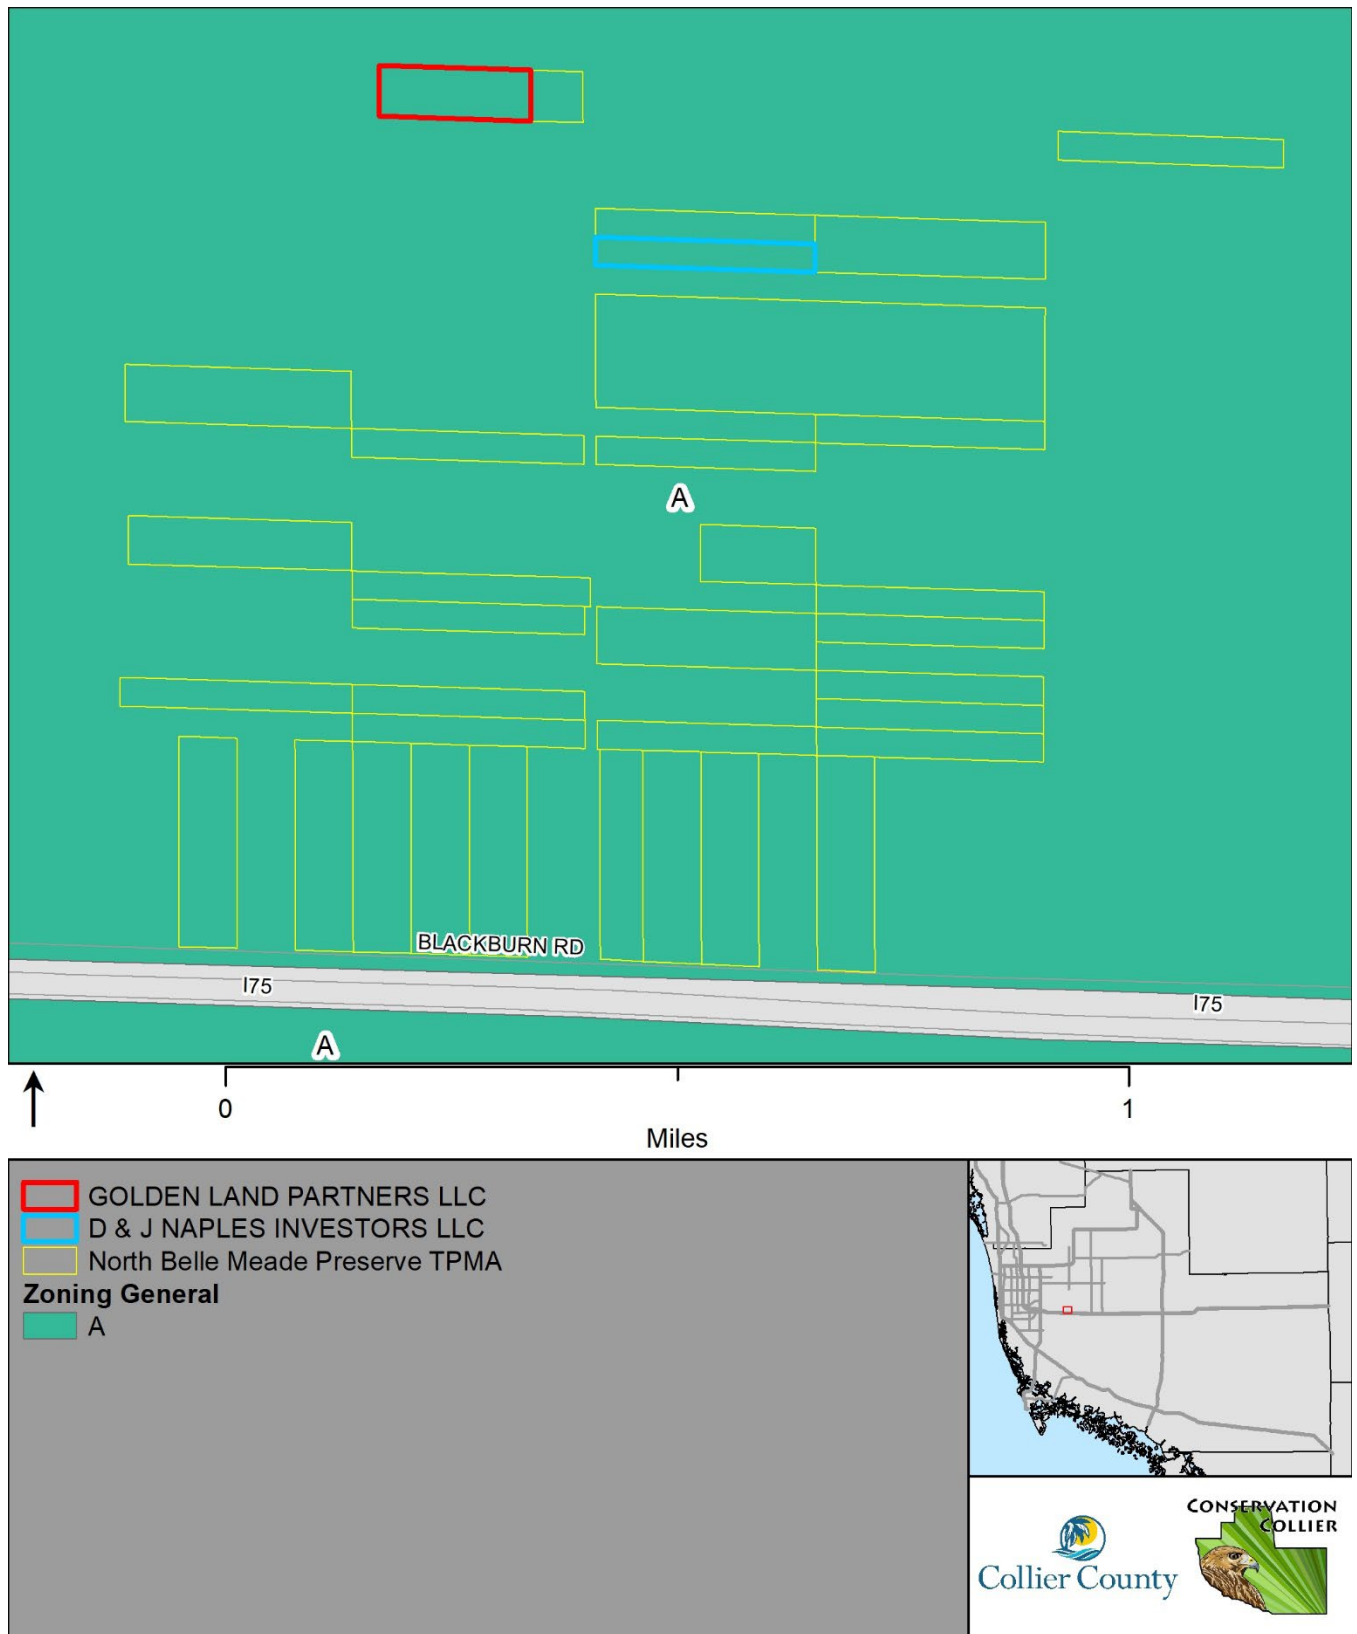 A
BLACKBURN RD
I75
I75
A
0
1
Miles
GOLDEN LAND PARTNERS LLC
D & J NAPLES INVESTORS LLC
North Belle Meade Preserve TPMA
Zoning General
A
CONSERVATION
COLLIER
Collier County